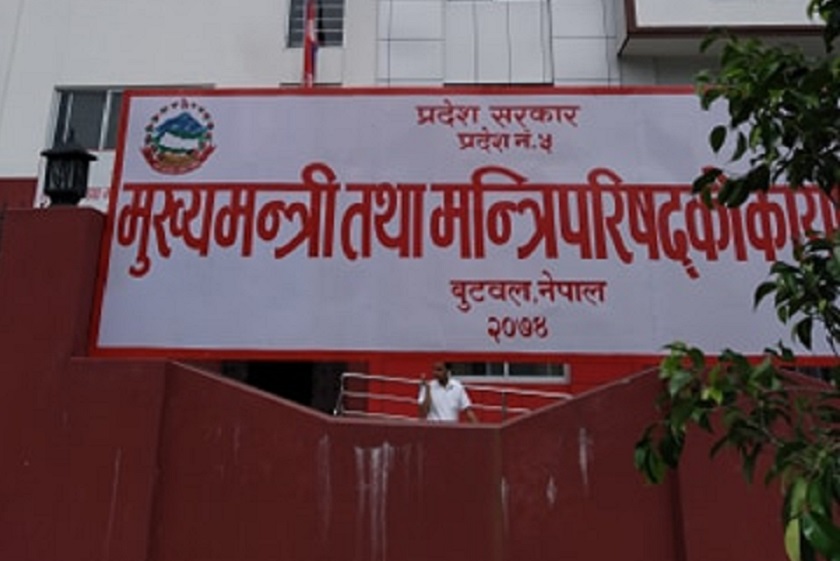 प्रदेश सरकार
प्रदेश नं. ५
मुख्यमन्त्री तथा मन्त्रिपरिषद्को
बुटवल, नेपाल
२०७४